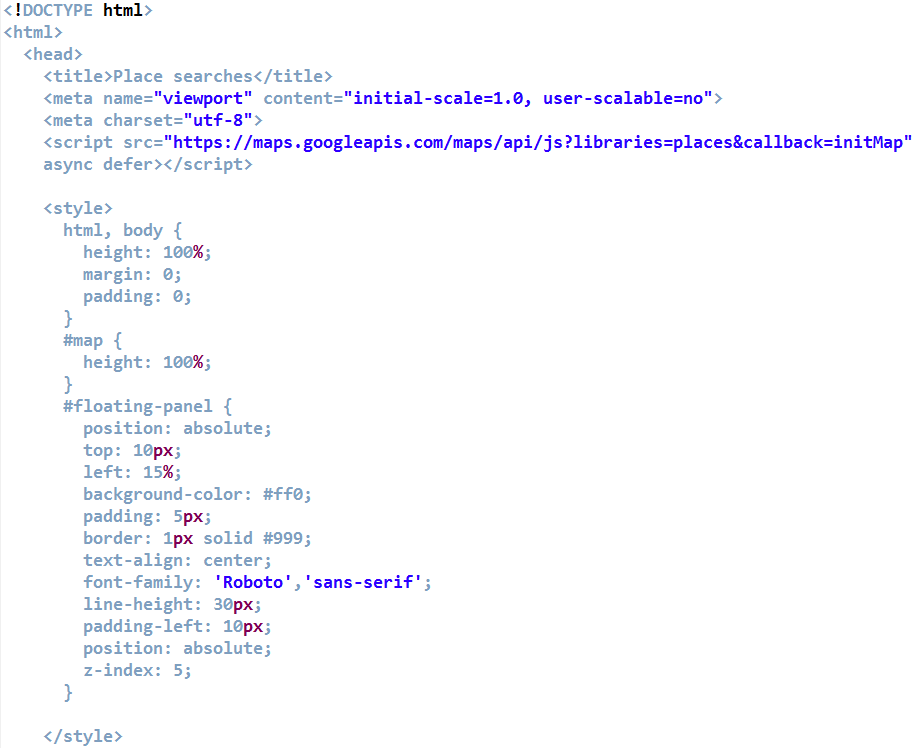 <!DOCTYPE html>
<html>
  <head>
    <title>Place searches</title>
    <meta name="viewport" content="initial-scale=1.0, user-scalable=no">
    <meta charset="utf-8">
    <script src="https://maps.googleapis.com/maps/api/js?libraries=places&callback=initMap"
    async defer></script>

    <style>
      html, body {
        height: 100%;
        margin: 0;
        padding: 0;
      }
      #map {
        height: 100%;
      }
      #floating-panel {
        position: absolute;
        top: 10px;
        left: 15%;
        background-color: #ff0;
        padding: 5px;
        border: 1px solid #999;
        text-align: center;
        font-family: 'Roboto','sans-serif';
        line-height: 30px;
        padding-left: 10px;
        position: absolute;
        z-index: 5;
      }

    </style>